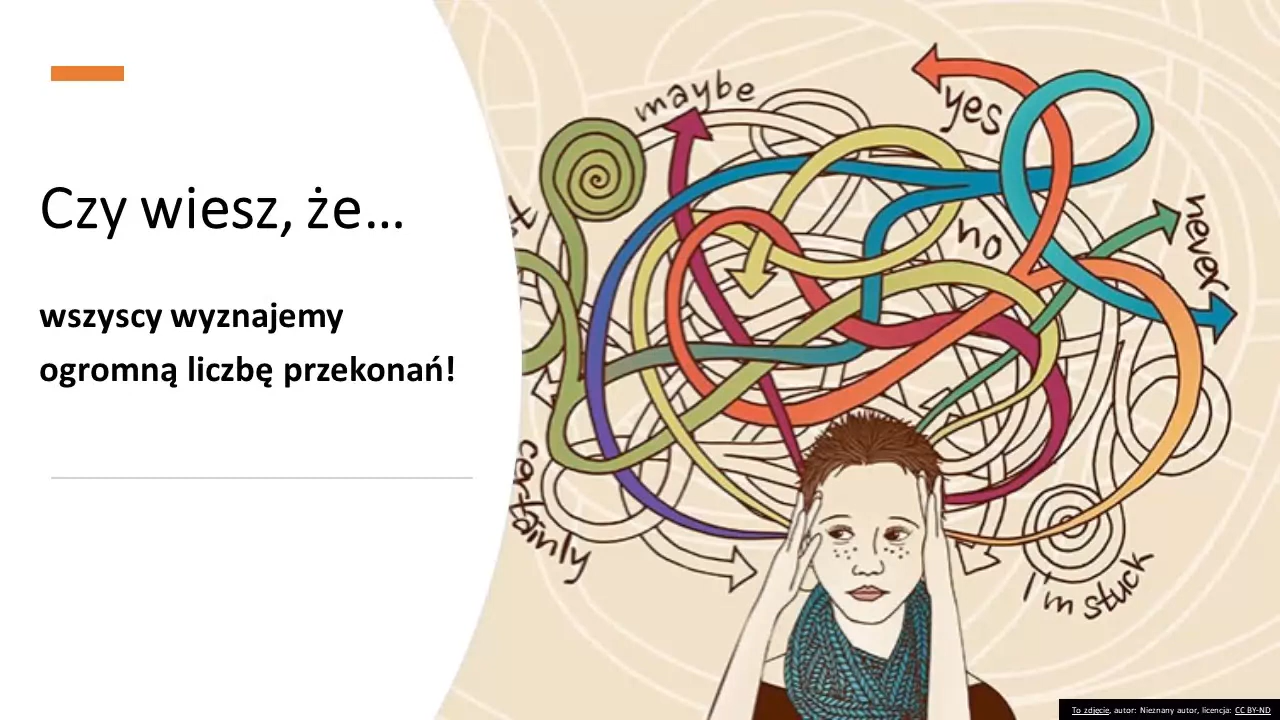 Czy wiesz, że...
wszyscy wyznajemy
ogromną liczbę przekonań!
maybe
yes
no
never
certainly
i'm stuck
To zdjęcie, autor: Nieznany autor, licencja: CC BY-ND